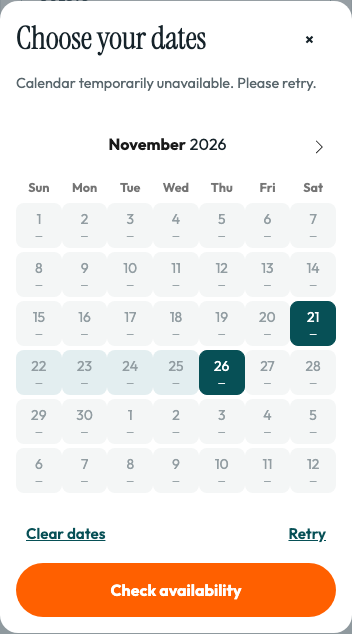 Choose your dates
×
Calendar temporarily unavailable. Please retry.
November 2026
Sun Mon Tue Wed Thu Fri Sat
1 2 3 4 5 6 7
– – – – – – –
8 9 10 11 12 13 14
– – – – – – –
15 16 17 18 19 20 21
– – – – – – –
22 23 24 25 26 27 28
– – – – – – –
29 30 1 2 3 4 5
– – – – – – –
6 7 8 9 10 11 12
– – – – – – –
Clear dates Retry
Check availability